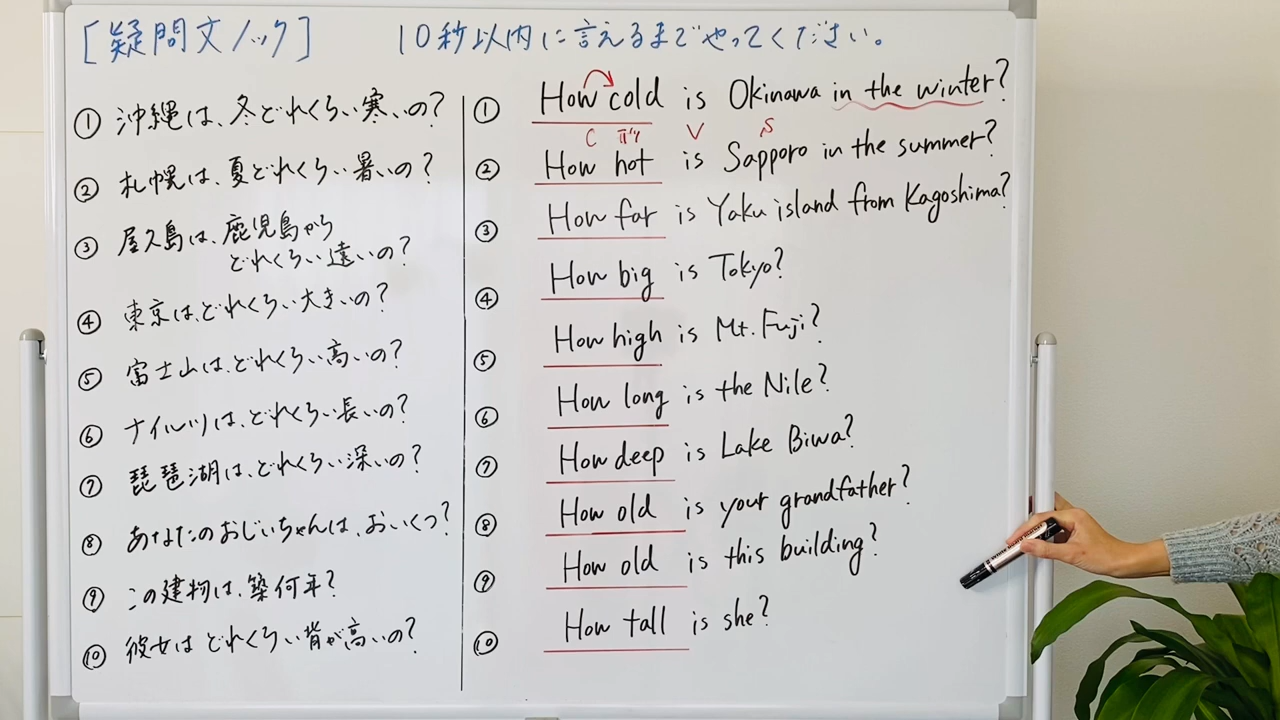 [疑問文ノック] 10秒以内に言えるまでやってください。
① 沖縄は、冬どれくらい寒いの?
② 札幌は、夏どれくらい暑いの?
③ 屋久島は、鹿児島から
どれくらい遠いの?
④ 東京は、どれくらい大きいの?
⑤ 富士山は、どれくらい高いの?
⑥ ナイル川は、どれくらい長いの?
⑦ 琵琶湖は、どれくらい深いの?
⑧ あなたのおじいちゃんは、おいくつ?
⑨ この建物は、築何年?
⑩ 彼女はどれくらい背が高いの?
① How cold is Okinawa in the winter?
C V S
② How hot is Sapporo in the summer?
③ How far is Yaku island from Kagoshima?
④ How big is Tokyo?
⑤ How high is Mt. Fuji?
⑥ How long is the Nile?
⑦ How deep is Lake Biwa?
⑧ How old is your grandfather?
⑨ How old is this building?
⑩ How tall is she?